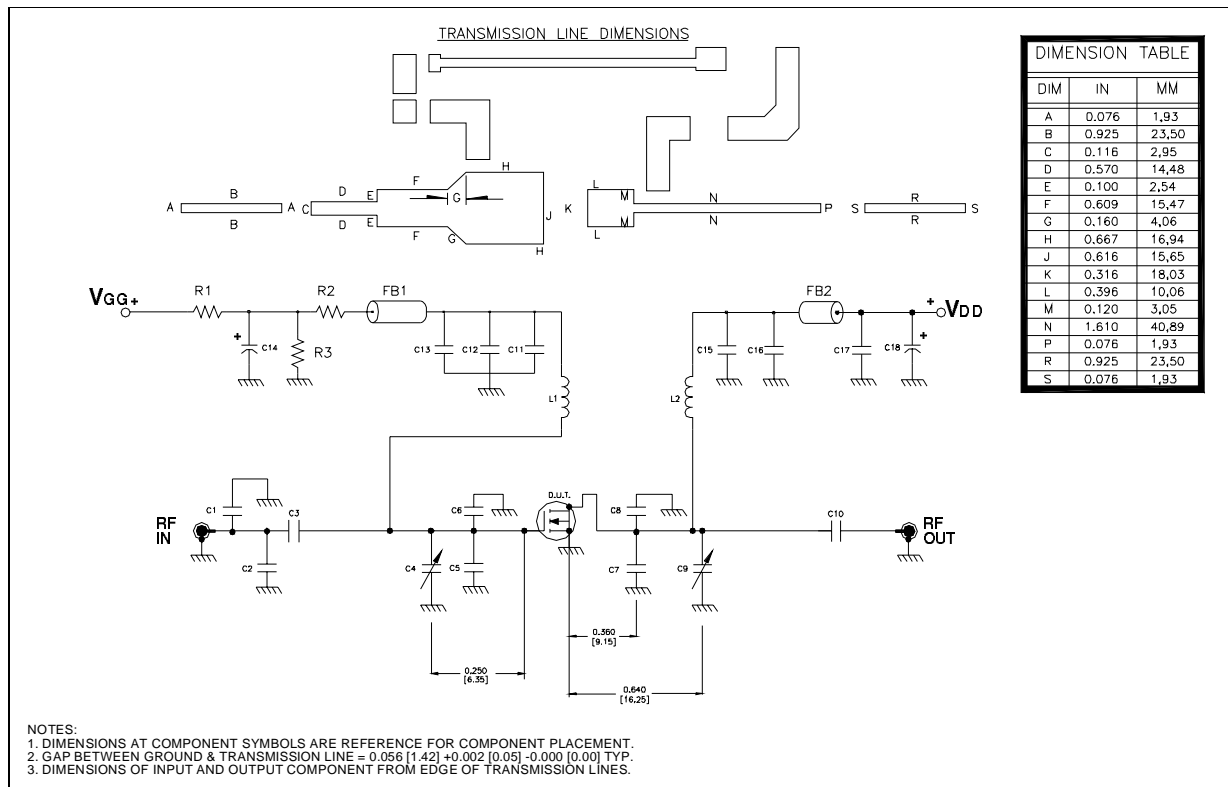 TRANSMISSION LINE DIMENSIONS
H
F
L
B
D
E
G
M
N
R
A
A
C
J
K
P
S
S
B
D
E
F
G
H
L
M
N
R
DIMENSION TABLE
DIM IN MM
A 0.076 1,93
B 0.925 23,50
C 0.116 2,95
D 0.570 14,48
E 0.100 2,54
F 0.609 15,47
G 0.160 4,06
H 0.667 16,94
J 0.616 15,65
K 0.316 18,03
L 0.396 10,06
M 0.120 3,05
N 1.610 40,89
P 0.076 1,93
R 0.925 23,50
S 0.076 1,93
VGG+
R1
R2
FB1
FB2
+VDD
+
C14
R3
C13
C12
C11
C15
C16
C17
+
C18
L1
L2
C1
C3
C6
D.U.T.
C8
C10
RF
IN
RF
OUT
C2
C4
C5
C7
C9
0.360
[9.15]
0.250
[6.35]
0.640
[16.25]
NOTES:
1. DIMENSIONS AT COMPONENT SYMBOLS ARE REFERENCE FOR COMPONENT PLACEMENT.
2. GAP BETWEEN GROUND & TRANSMISSION LINE = 0.056 [1.42] +0.002 [0.05] -0.000 [0.00] TYP.
3. DIMENSIONS OF INPUT AND OUTPUT COMPONENT FROM EDGE OF TRANSMISSION LINES.